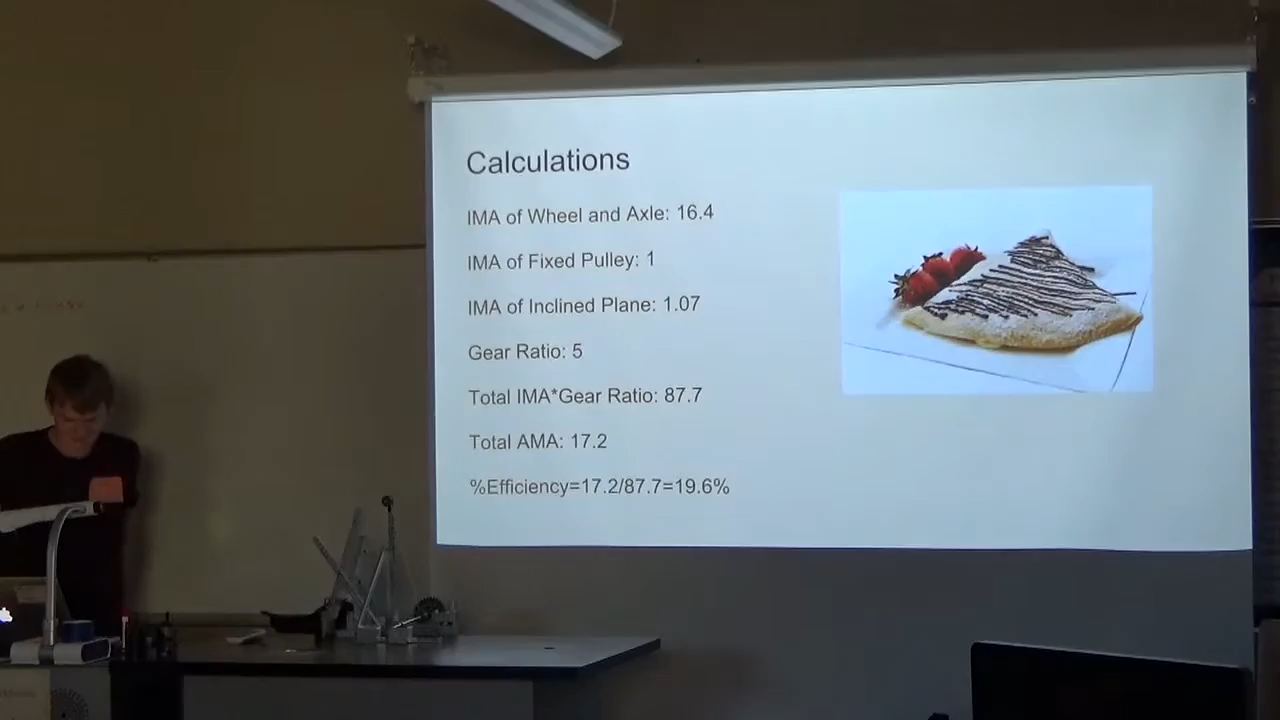 Calculations
IMA of Wheel and Axle: 16.4
IMA of Fixed Pulley: 1
IMA of Inclined Plane: 1.07
Gear Ratio: 5
Total IMA*Gear Ratio: 87.7
Total AMA: 17.2
%Efficiency=17.2/87.7=19.6%